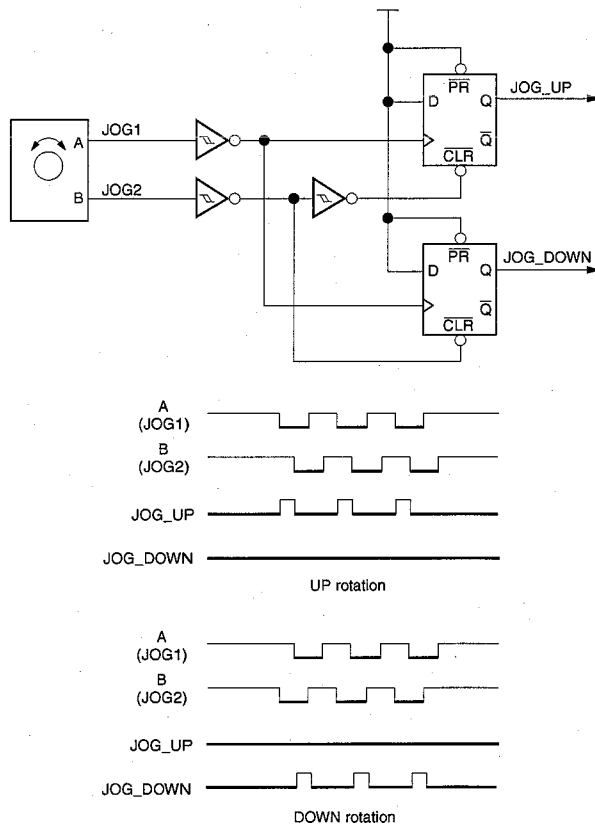 PR
D
Q
JOG_UP
Q
CLR
A
JOG1
B
JOG2
PR
D
Q
JOG_DOWN
Q
CLR
A
(JOG1)
B
(JOG2)
JOG_UP
JOG_DOWN
UP rotation
A
(JOG1)
B
(JOG2)
JOG_UP
JOG_DOWN
DOWN rotation